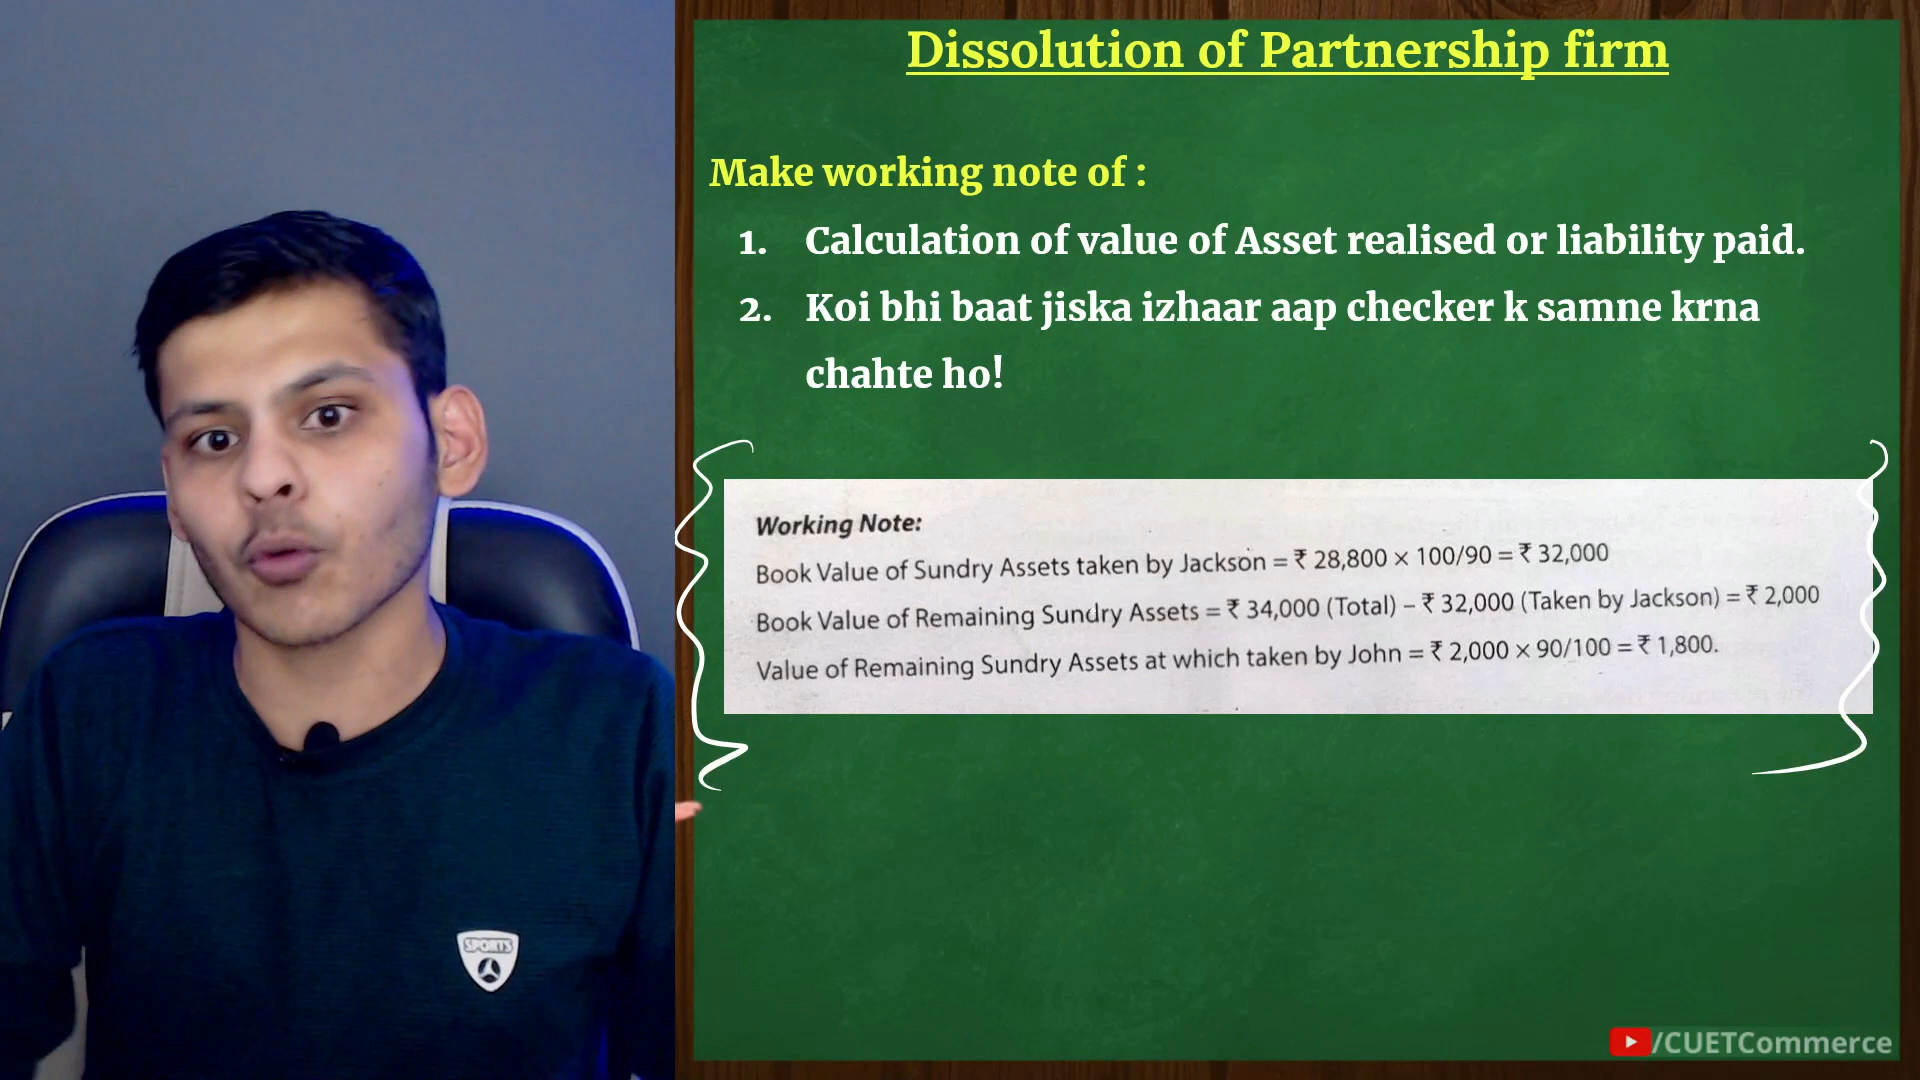 Dissolution of Partnership firm
Make working note of :
1. Calculation of value of Asset realised or liability paid.
2. Koi bhi baat jiska izhaar aap checker k samne krna
chahte ho!
Working Note:
Book Value of Sundry Assets taken by Jackson = ₹ 28,800 × 100/90 = ₹ 32,000
Book Value of Remaining Sundry Assets = ₹ 34,000 (Total) – ₹ 32,000 (Taken by Jackson) = ₹ 2,000
Value of Remaining Sundry Assets at which taken by John = ₹ 2,000 × 90/100 = ₹ 1,800.
SPORTS
/CUETCommerce